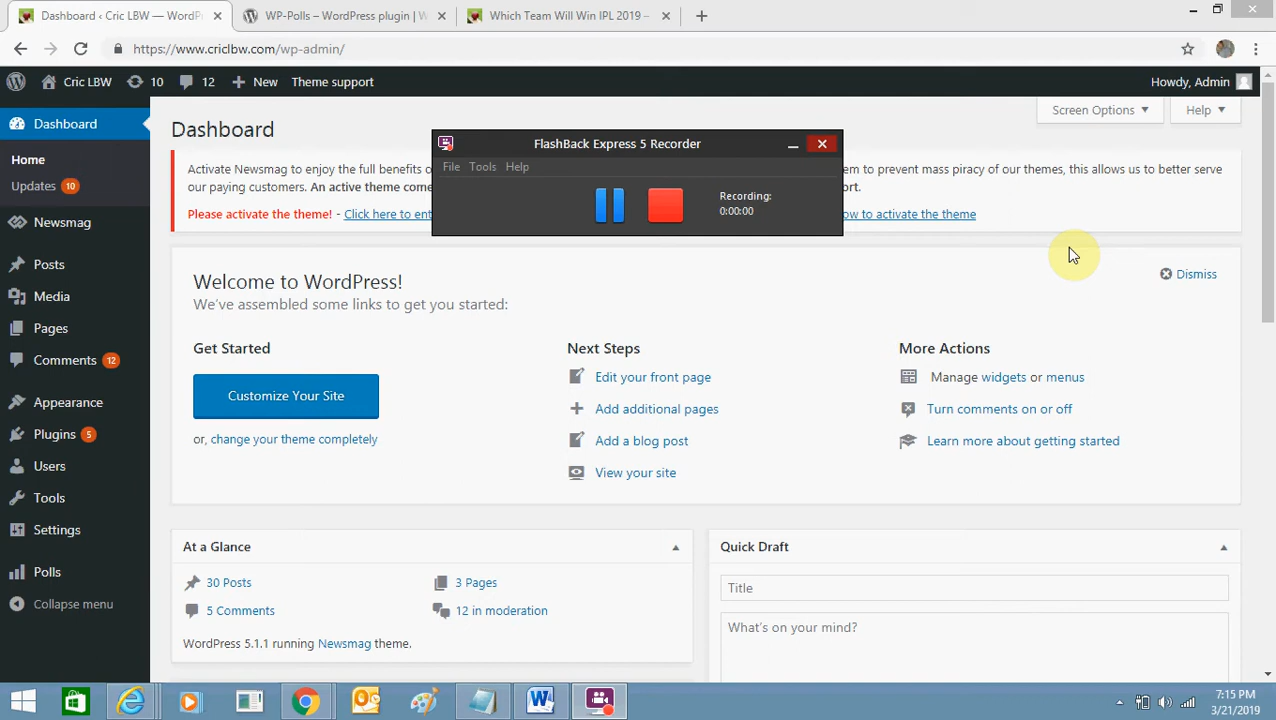 Dashboard ‹ Cric LBW — WordPr
WP-Polls – WordPress plugin | W
Which Team Will Win IPL 2019 –
https://www.criclbw.com/wp-admin/
Cric LBW
10
12
New
Theme support
Howdy, Admin
Dashboard
Home
Updates 10
Newsmag
Posts
Media
Pages
Comments 12
Appearance
Plugins 5
Users
Tools
Settings
Polls
Collapse menu
Dashboard
Screen Options
Help
Activate Newsmag to enjoy the full benefits o
em to prevent mass piracy of our themes, this allows us to better serve
our paying customers. An active theme come
ort.
Please activate the theme! - Click here to en
ow to activate the theme
FlashBack Express 5 Recorder
File Tools Help
Recording:
0:00:00
Welcome to WordPress!
We've assembled some links to get you started:
Dismiss
Get Started
Customize Your Site
or, change your theme completely
Next Steps
Edit your front page
Add additional pages
Add a blog post
View your site
More Actions
Manage widgets or menus
Turn comments on or off
Learn more about getting started
At a Glance
30 Posts
3 Pages
5 Comments
12 in moderation
WordPress 5.1.1 running Newsmag theme.
Quick Draft
Title
What's on your mind?
7:15 PM
3/21/2019